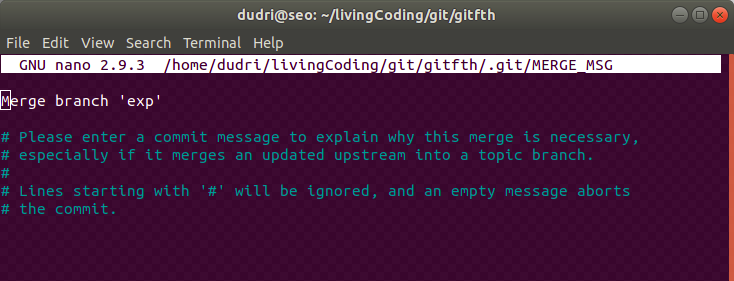 dudri@seo: ~/livingCoding/git/gitfth
File Edit View Search Terminal Help
GNU nano 2.9.3 /home/dudri/livingCoding/git/gitfth/.git/MERGE_MSG
Merge branch 'exp'
# Please enter a commit message to explain why this merge is necessary,
# especially if it merges an updated upstream into a topic branch.
#
# Lines starting with '#' will be ignored, and an empty message aborts
# the commit.